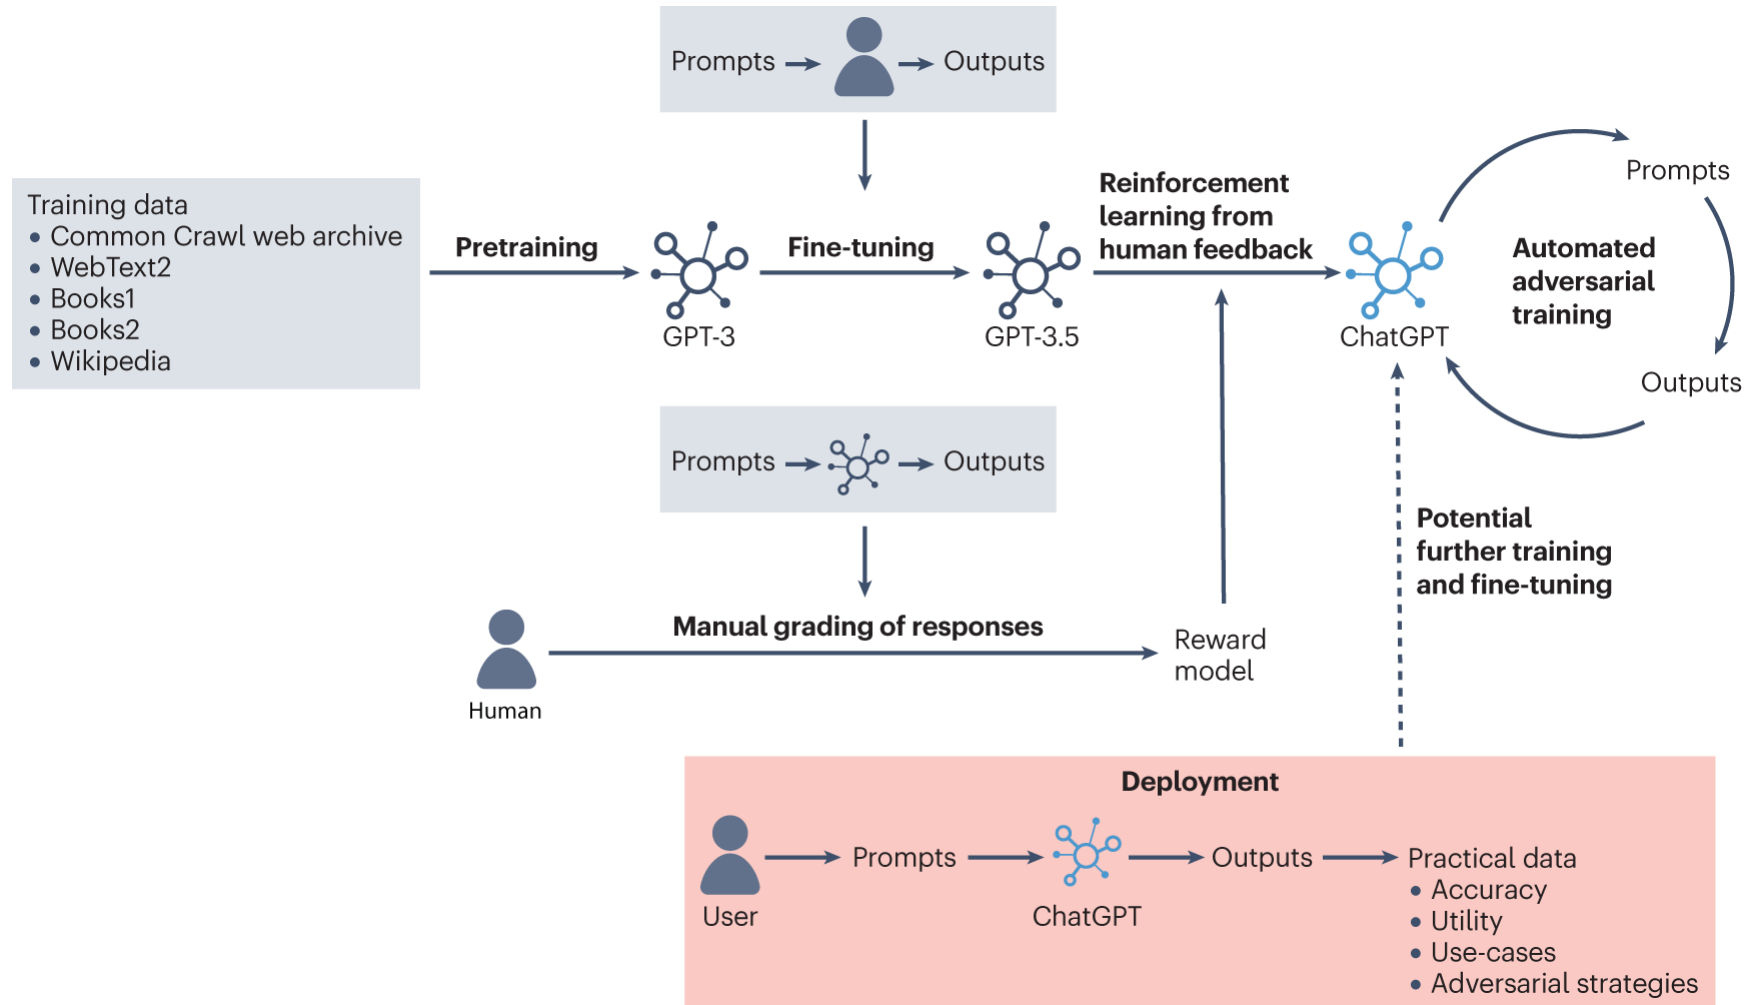 Prompts
Outputs
Training data
• Common Crawl web archive
• WebText2
• Books1
• Books2
• Wikipedia
Pretraining
GPT-3
Fine-tuning
GPT-3.5
Reinforcement
learning from
human feedback
ChatGPT
Prompts
Automated
adversarial
training
Outputs
Prompts
Outputs
Human
Manual grading of responses
Reward
model
Potential
further training
and fine-tuning
Deployment
User
Prompts
ChatGPT
Outputs
Practical data
• Accuracy
• Utility
• Use-cases
• Adversarial strategies